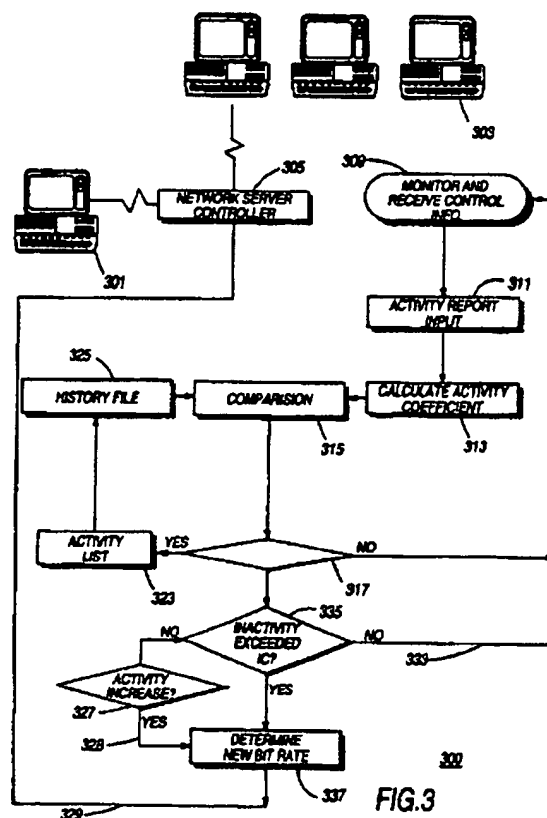 303
305
NETWORK SERVER
CONTROLLER
301
309
MONITOR AND
RECEIVE CONTROL
INFO
311
ACTIVITY REPORT
INPUT
325
HISTORY FILE
COMPARISION
315
CALCULATE ACTIVITY
COEFFICIENT
313
ACTIVITY
LIST
323
YES
NO
317
335
INACTIVITY
EXCEEDED
IC?
NO
NO
333
ACTIVITY
INCREASE?
327
YES
328
YES
DETERMINE
NEW BIT RATE
337
329
300
FIG.3